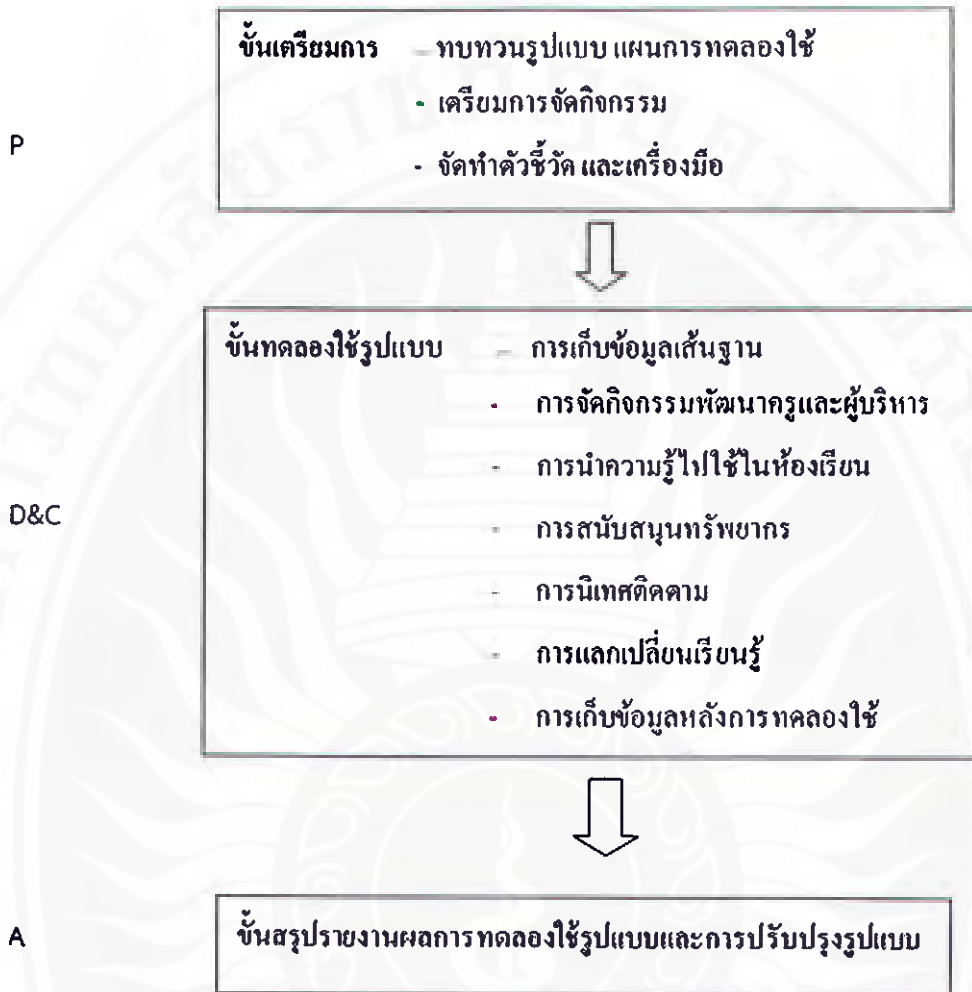 ขั้นเตรียมการ – ทบทวนรูปแบบ แผนการทดลองใช้
- เตรียมการจัดกิจกรรม
P
- จัดทำตัวชี้วัด และเครื่องมือ
ขั้นทดลองใช้รูปแบบ – การเก็บข้อมูลเส้นฐาน
- การจัดกิจกรรมพัฒนาครูและผู้บริหาร
- การนำความรู้ไปใช้ในห้องเรียน
D&C
- การสนับสนุนทรัพยากร
- การนิเทศติดตาม
- การแลกเปลี่ยนเรียนรู้
- การเก็บข้อมูลหลังการทดลองใช้
A
ขั้นสรุปรายงานผลการทดลองใช้รูปแบบและการปรับปรุงรูปแบบ